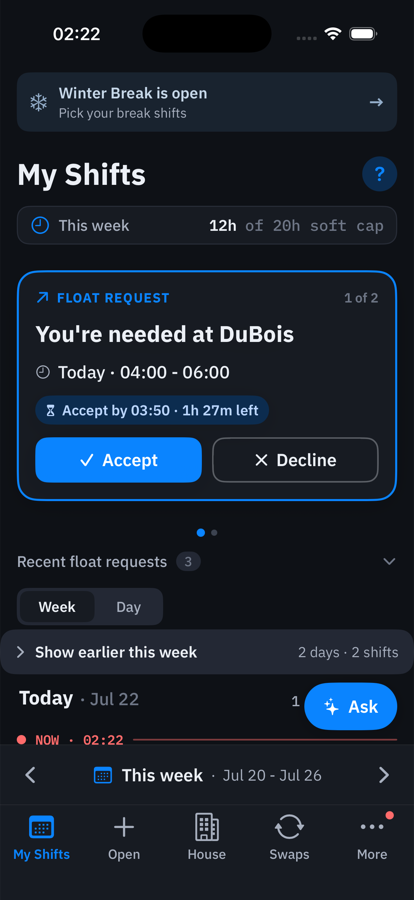 02:22
Winter Break is open
Pick your break shifts
My Shifts
?
This week 12h of 20h soft cap
FLOAT REQUEST 1 of 2
You're needed at DuBois
Today · 04:00 - 06:00
Accept by 03:50 · 1h 27m left
Accept Decline
Recent float requests 3
Week Day
Show earlier this week 2 days · 2 shifts
Today · Jul 22 1
Ask
NOW · 02:22
This week · Jul 20 - Jul 26
My Shifts Open House Swaps More